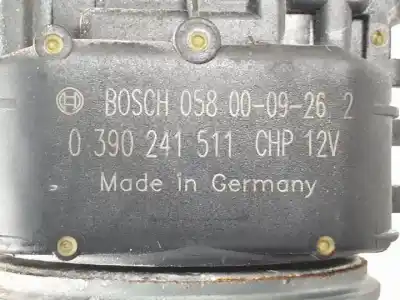 BOSCH 058 00-09-26 2
0 390 241 511 CHP 12V
Made in Germany